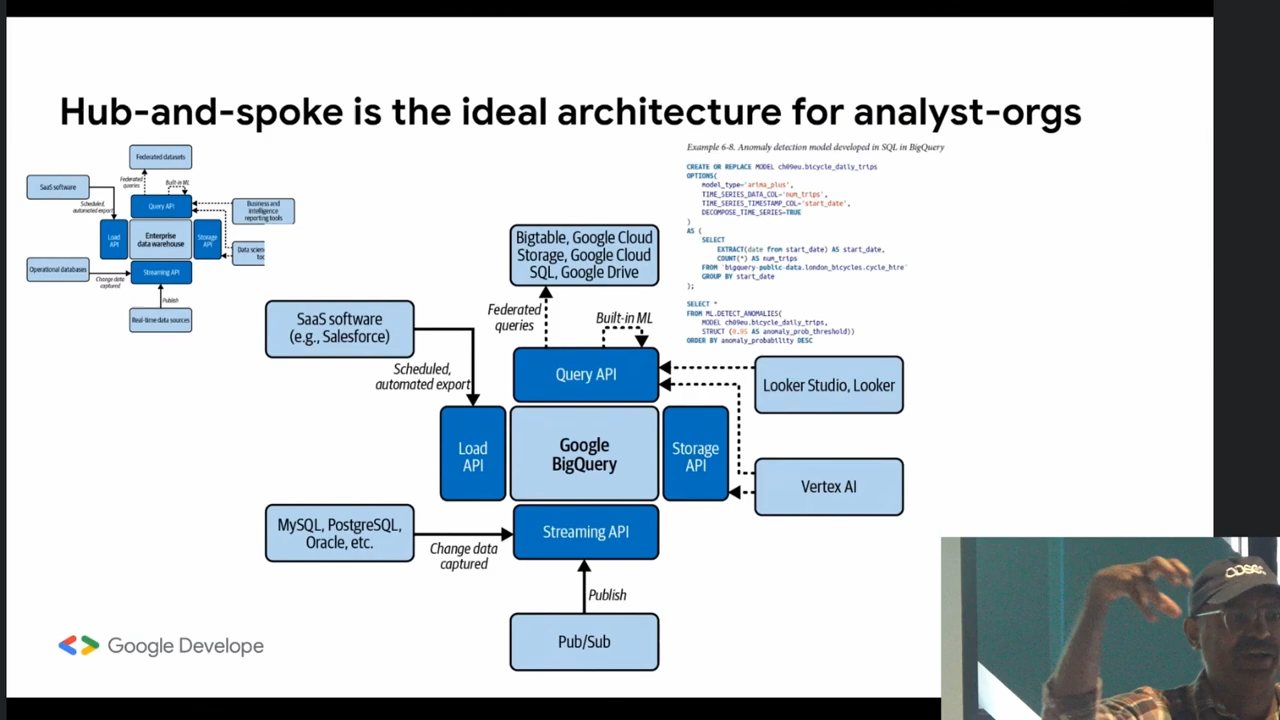 Hub-and-spoke is the ideal architecture for analyst-orgs
Federated datasets
SaaS software
Federated
queries
Built-in ML
Scheduled,
automated export
Query API
Business and
intelligence
reporting tools
Load
API
Enterprise
data warehouse
Storage
API
Data scien
Operational databases
Change data
captured
Streaming API
Publish
Real-time data sources
Example 6-8. Anomaly detection model developed in SQL in BigQuery
CREATE OR REPLACE MODEL ch09eu.bicycle_daily_trips
OPTIONS(
model_type='arima_plus',
TIME_SERIES_DATA_COL='num_trips',
TIME_SERIES_TIMESTAMP_COL='start_date',
DECOMPOSE_TIME_SERIES=TRUE
)
AS (
SELECT
EXTRACT(date from start_date) AS start_date,
COUNT(*) AS num_trips
FROM `bigquery-public-data.london_bicycles.cycle_hire`
GROUP BY start_date
);
SELECT *
FROM ML.DETECT_ANOMALIES(
MODEL ch09eu.bicycle_daily_trips,
STRUCT (0.95 AS anomaly_prob_threshold))
ORDER BY anomaly_probability DESC
Bigtable, Google Cloud
Storage, Google Cloud
SQL, Google Drive
SaaS software
(e.g., Salesforce)
Federated
queries
Built-in ML
Scheduled,
automated export
Query API
Looker Studio, Looker
Load
API
Google
BigQuery
Storage
API
Vertex AI
MySQL, PostgreSQL,
Oracle, etc.
Change data
captured
Streaming API
Publish
Pub/Sub
Google Develope